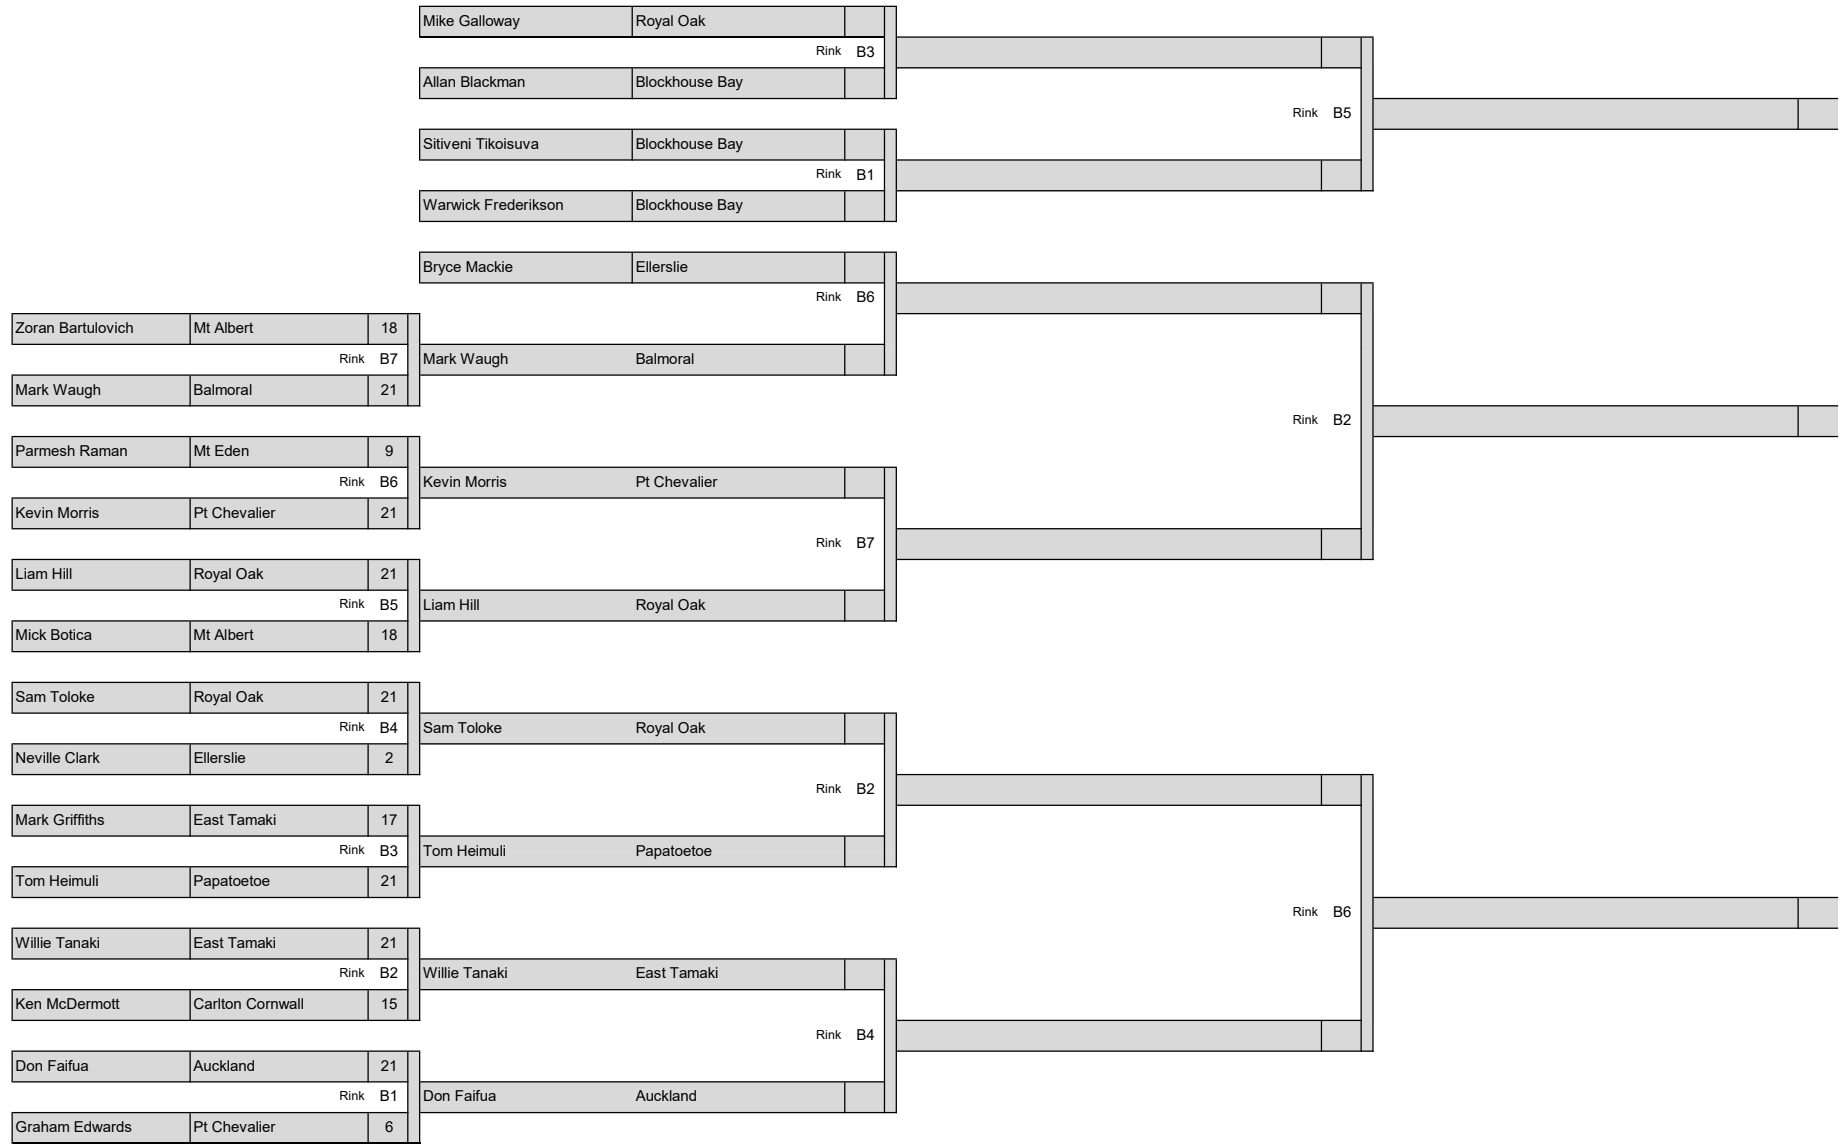 Mike Galloway Royal Oak
Rink B3
Allan Blackman Blockhouse Bay
Rink B5
Sitiveni Tikoisuva Blockhouse Bay
Rink B1
Warwick Frederikson Blockhouse Bay
Bryce Mackie Ellerslie
Rink B6
Zoran Bartulovich Mt Albert 18
Rink B7 Mark Waugh Balmoral
Mark Waugh Balmoral 21
Rink B2
Parmesh Raman Mt Eden 9
Rink B6 Kevin Morris Pt Chevalier
Kevin Morris Pt Chevalier 21
Rink B7
Liam Hill Royal Oak 21
Rink B5 Liam Hill Royal Oak
Mick Botica Mt Albert 18
Sam Toloke Royal Oak 21
Rink B4 Sam Toloke Royal Oak
Neville Clark Ellerslie 2
Rink B2
Mark Griffiths East Tamaki 17
Rink B3 Tom Heimuli Papatoetoe
Tom Heimuli Papatoetoe 21
Rink B6
Willie Tanaki East Tamaki 21
Rink B2 Willie Tanaki East Tamaki
Ken McDermott Carlton Cornwall 15
Rink B4
Don Faifua Auckland 21
Rink B1 Don Faifua Auckland
Graham Edwards Pt Chevalier 6